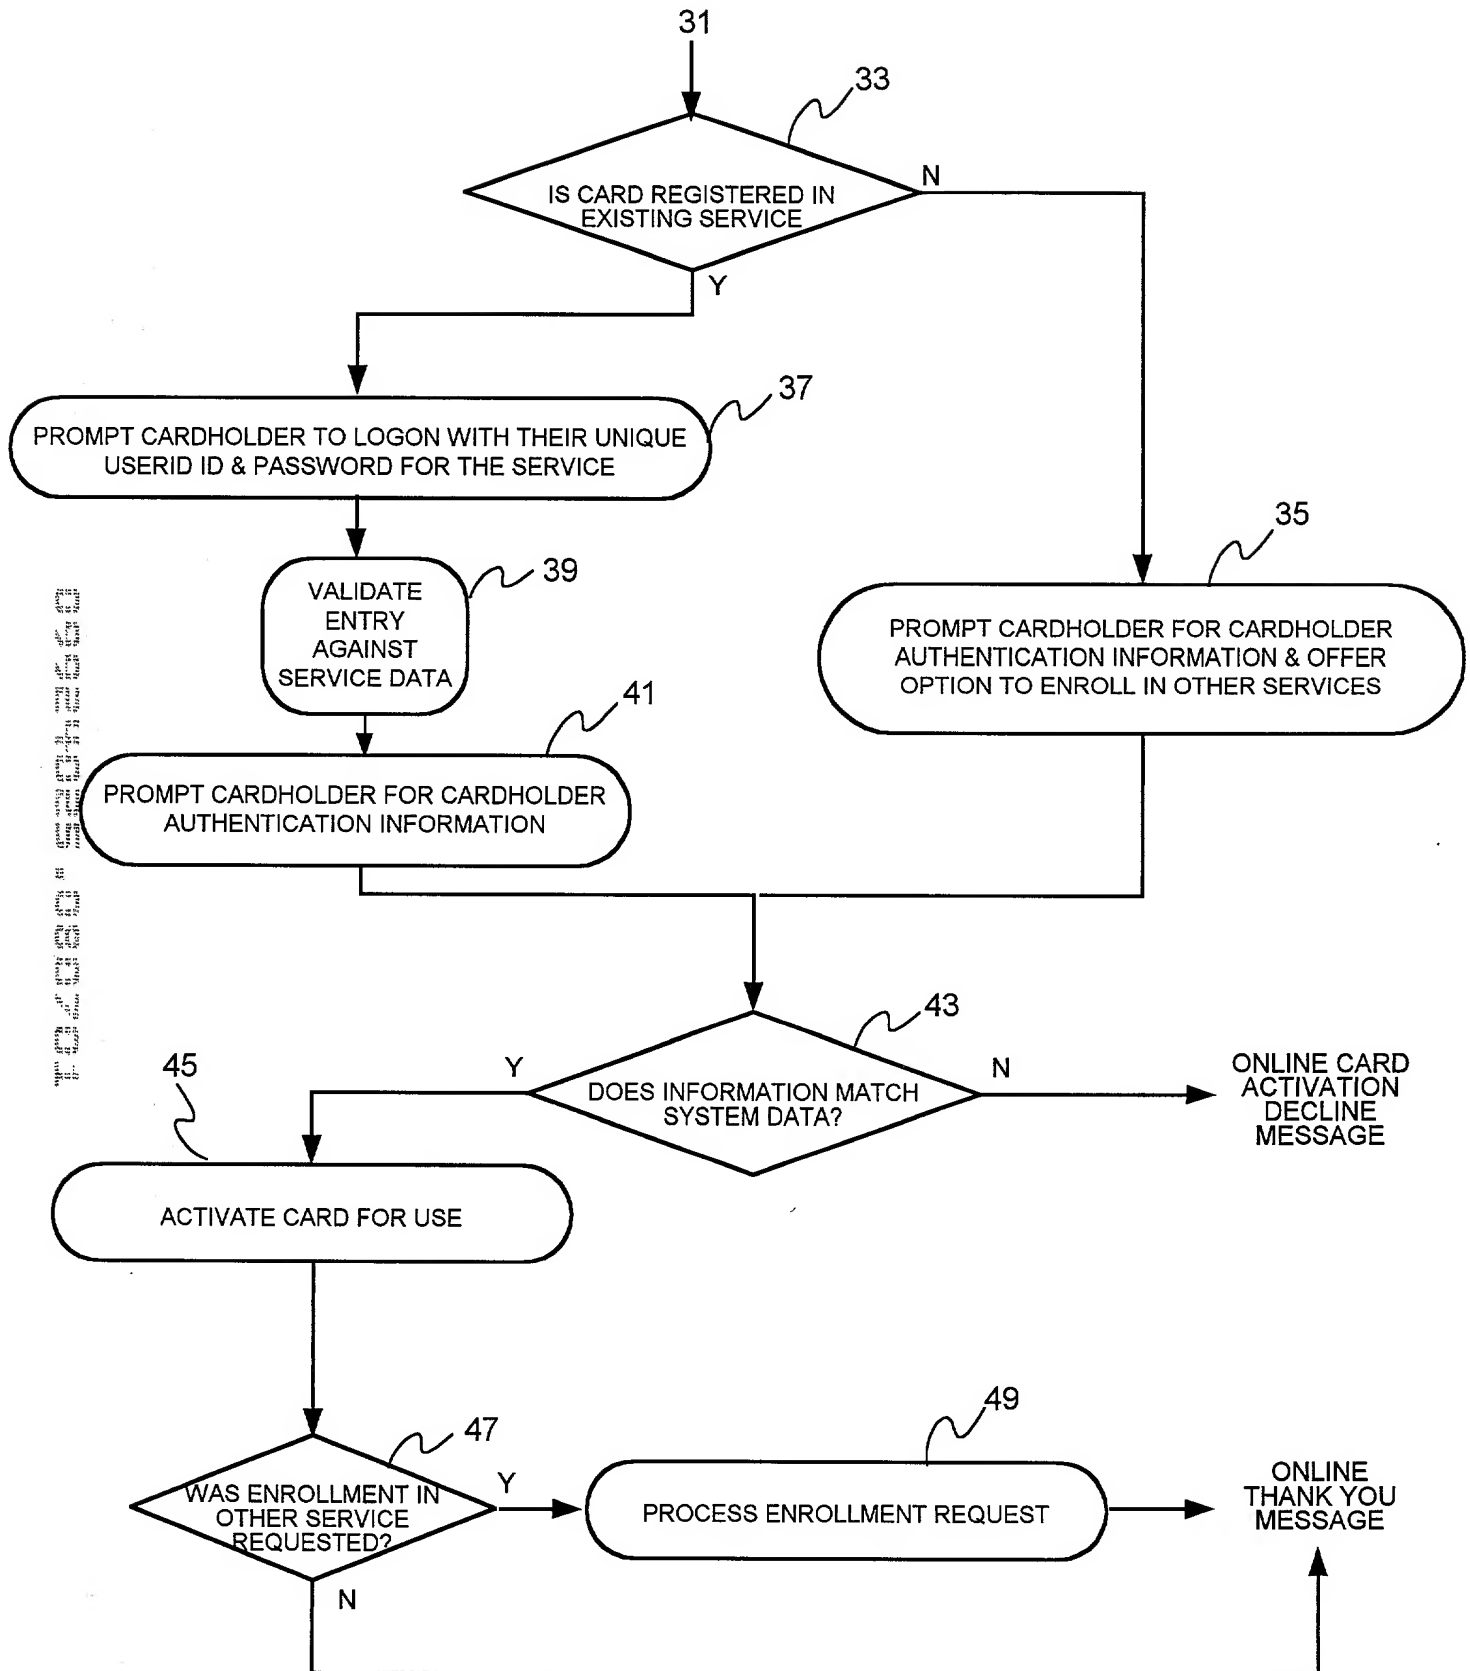 31
33
IS CARD REGISTERED IN
EXISTING SERVICE
N
Y
37
PROMPT CARDHOLDER TO LOGON WITH THEIR UNIQUE
USERID ID & PASSWORD FOR THE SERVICE
39
VALIDATE
ENTRY
AGAINST
SERVICE DATA
35
PROMPT CARDHOLDER FOR CARDHOLDER
AUTHENTICATION INFORMATION & OFFER
OPTION TO ENROLL IN OTHER SERVICES
41
PROMPT CARDHOLDER FOR CARDHOLDER
AUTHENTICATION INFORMATION
43
DOES INFORMATION MATCH
SYSTEM DATA?
Y
N
ONLINE CARD
ACTIVATION
DECLINE
MESSAGE
45
ACTIVATE CARD FOR USE
47
WAS ENROLLMENT IN
OTHER SERVICE
REQUESTED?
Y
N
49
PROCESS ENROLLMENT REQUEST
ONLINE
THANK YOU
MESSAGE